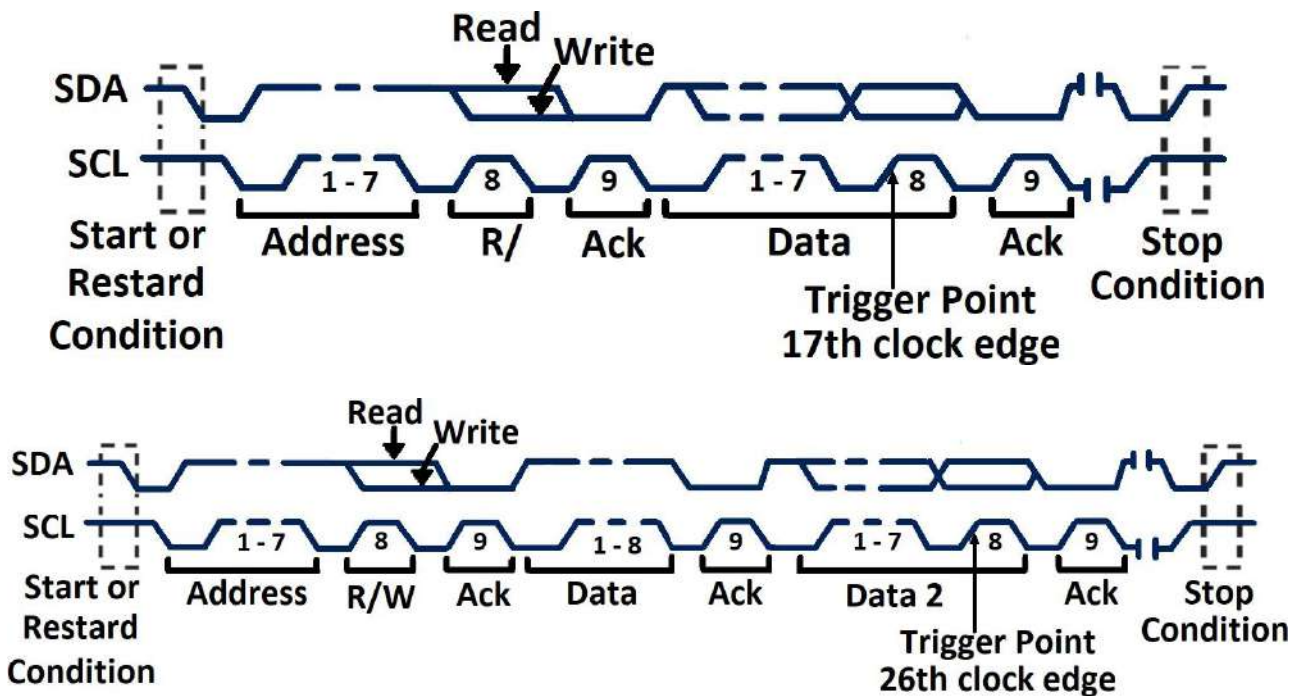 Read
Write
SDA
SCL
1 - 7 8 9 1 - 7 8 9
Start or
Restard
Condition
Address R/ Ack Data Ack Stop
Condition
Trigger Point
17th clock edge
Read
Write
SDA
SCL
1 - 7 8 9 1 - 8 9 1 - 7 8 9
Start or
Restard
Condition
Address R/W Ack Data Ack Data 2 Ack Stop
Condition
Trigger Point
26th clock edge